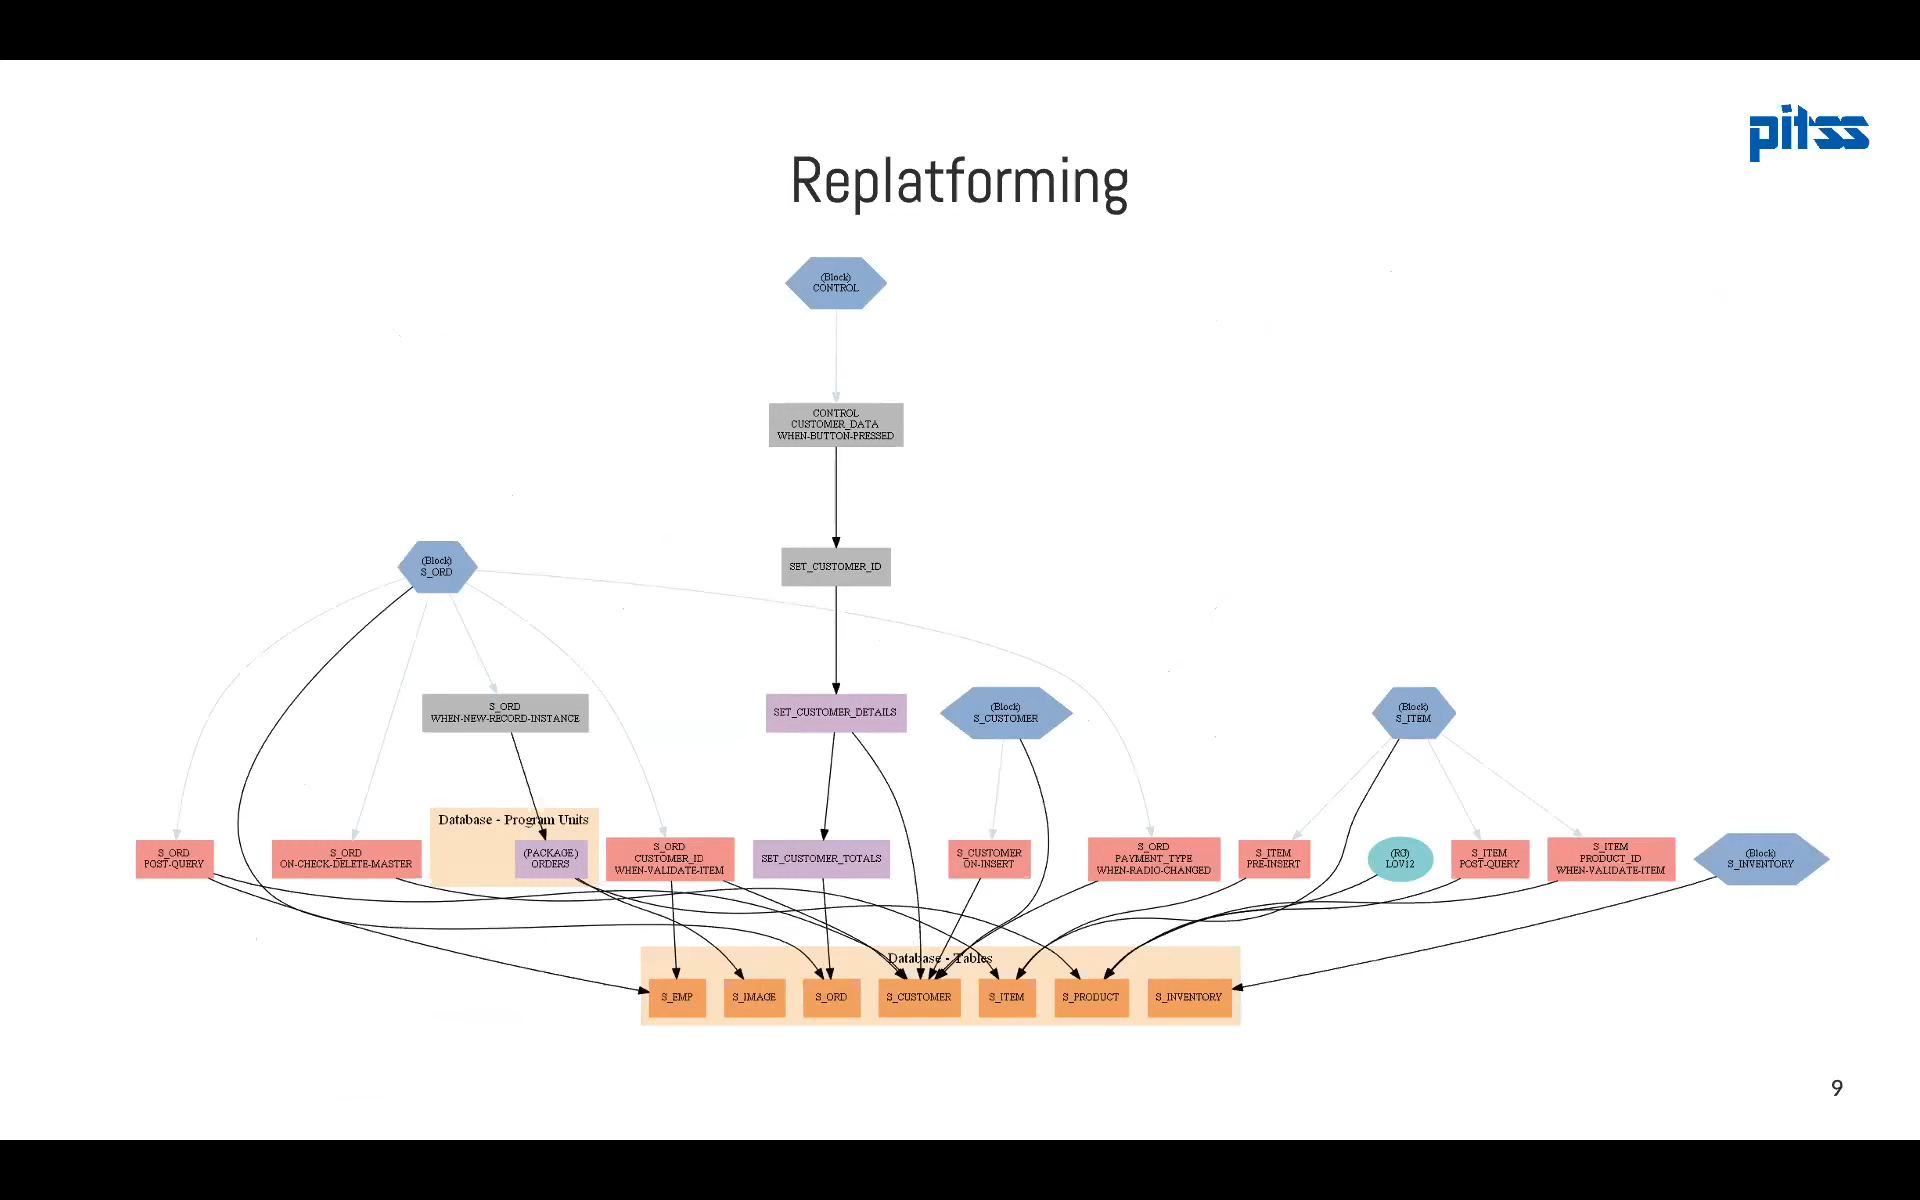 pitss
Replatforming
(Block)
CONTROL
CONTROL
CUSTOMER_DATA
WHEN-BUTTON-PRESSED
(Block)
S_ORD
SET_CUSTOMER_ID
S_ORD
WHEN-NEW-RECORD-INSTANCE
SET_CUSTOMER_DETAILS
(Block)
S_CUSTOMER
(Block)
S_ITEM
Database - Program Units
S_ORD
POST-QUERY
S_ORD
ON-CHECK-DELETE-MASTER
(PACKAGE)
ORDERS
S_ORD
CUSTOMER_ID
WHEN-VALIDATE-ITEM
SET_CUSTOMER_TOTALS
S_CUSTOMER
ON-INSERT
S_ORD
PAYMENT_TYPE
WHEN-RADIO-CHANGED
S_ITEM
PRE-INSERT
(RG)
LOV12
S_ITEM
POST-QUERY
S_ITEM
PRODUCT_ID
WHEN-VALIDATE-ITEM
(Block)
S_INVENTORY
Database - Tables
S_EMP
S_IMAGE
S_ORD
S_CUSTOMER
S_ITEM
S_PRODUCT
S_INVENTORY
9